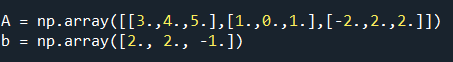 A = np.array([[3.,4.,5.],[1.,0.,1.],[-2.,2.,2.]])
b = np.array([2., 2., -1.])